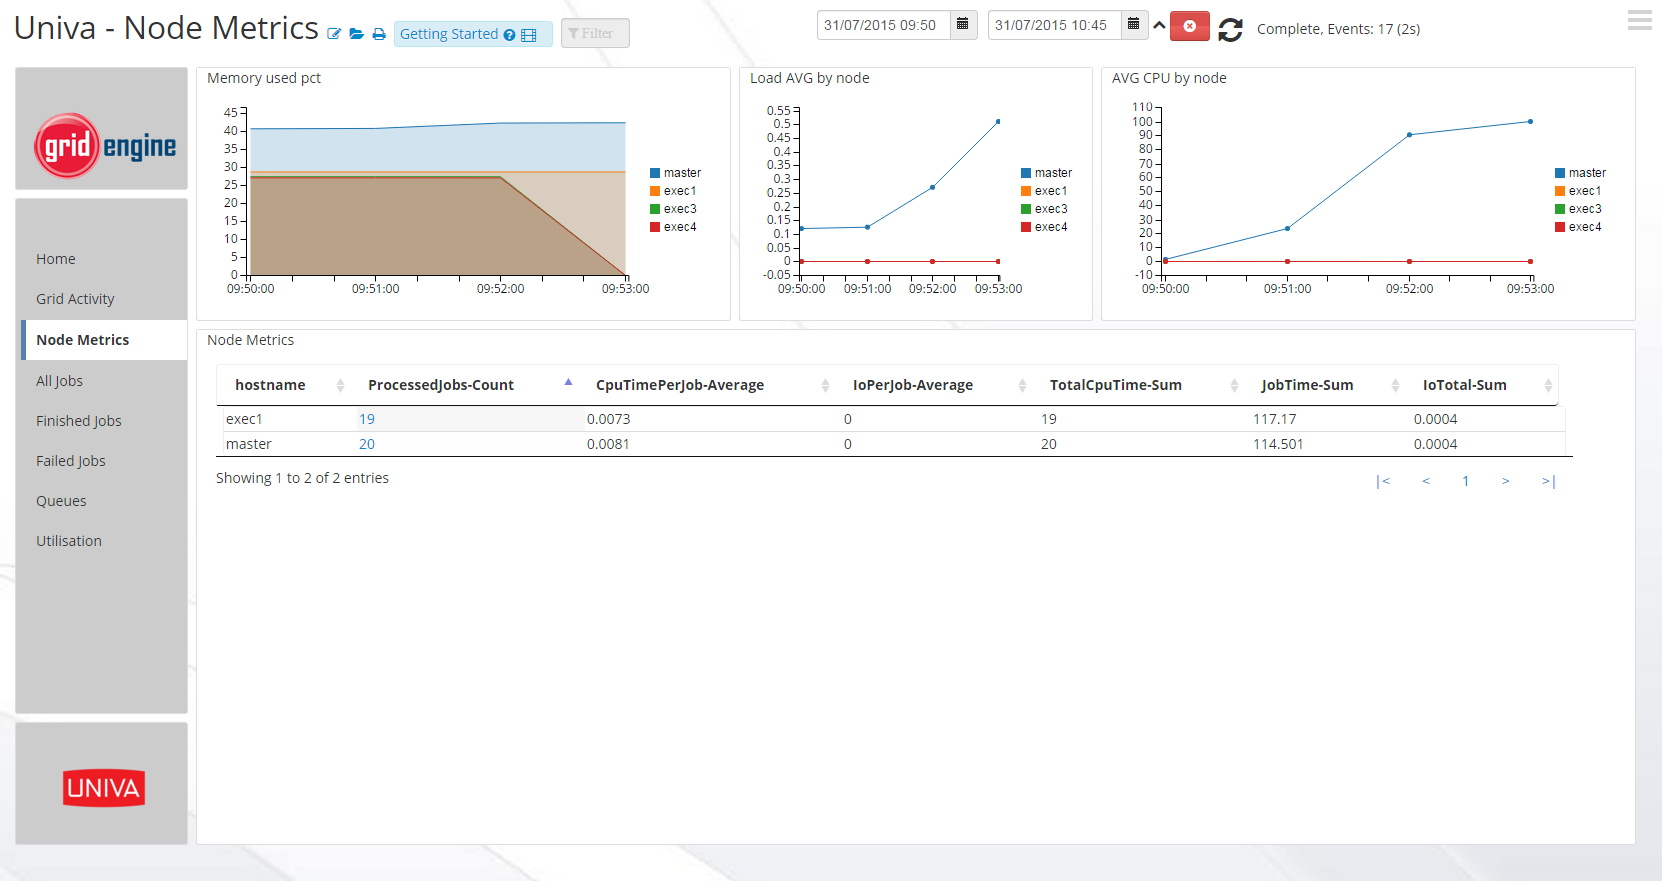 Univa - Node Metrics
Getting Started
Filter
31/07/2015 09:50
31/07/2015 10:45
Complete, Events: 17 (2s)
grid engine
Home
Grid Activity
Node Metrics
All Jobs
Finished Jobs
Failed Jobs
Queues
Utilisation
UNIVA
Memory used pct
45
40
35
30
25
20
15
10
5
0
09:50:00 09:51:00 09:52:00 09:53:00
master
exec1
exec3
exec4
Load AVG by node
0.55
0.5
0.45
0.4
0.35
0.3
0.25
0.2
0.15
0.1
0.05
0
-0.05
09:50:00 09:51:00 09:52:00 09:53:00
master
exec1
exec3
exec4
AVG CPU by node
110
100
90
80
70
60
50
40
30
20
10
0
-10
09:50:00 09:51:00 09:52:00 09:53:00
master
exec1
exec3
exec4
Node Metrics
hostname ProcessedJobs-Count CpuTimePerJob-Average IoPerJob-Average TotalCpuTime-Sum JobTime-Sum IoTotal-Sum
exec1 19 0.0073 0 19 117.17 0.0004
master 20 0.0081 0 20 114.501 0.0004
Showing 1 to 2 of 2 entries
|< < 1 > >|